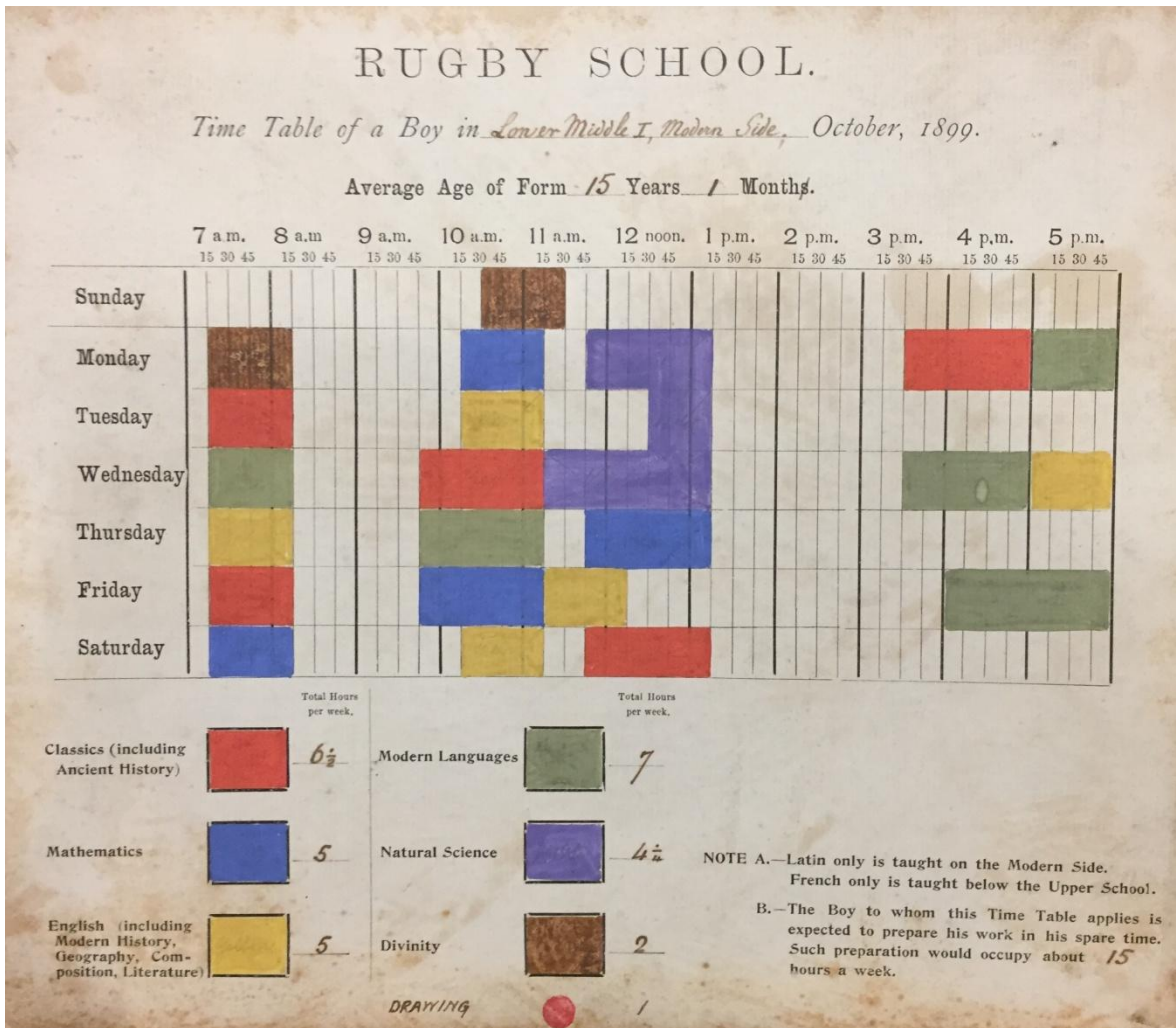 RUGBY SCHOOL.
Time Table of a Boy in Lower Middle I, Modern Side, October, 1899.
Average Age of Form 15 Years 1 Month.
7 a.m. 8 a.m 9 a.m. 10 a.m. 11 a.m. 12 noon. 1 p.m. 2 p.m. 3 p.m. 4 p.m. 5 p.m.
15 30 45 15 30 45 15 30 45 15 30 45 15 30 45 15 30 45 15 30 45 15 30 45 15 30 45 15 30 45 15 30 45
Sunday
Monday
Tuesday
Wednesday
Thursday
Friday
Saturday
Total Hours
per week.
Classics (including
Ancient History)
6½
Mathematics
5
English (including
Modern History,
Geography, Com-
position, Literature)
5
Total Hours
per week.
Modern Languages
7
Natural Science
4¼
Divinity
2
DRAWING 1
NOTE A.—Latin only is taught on the Modern Side.
French only is taught below the Upper School.
B.—The Boy to whom this Time Table applies is
expected to prepare his work in his spare time.
Such preparation would occupy about 15
hours a week.